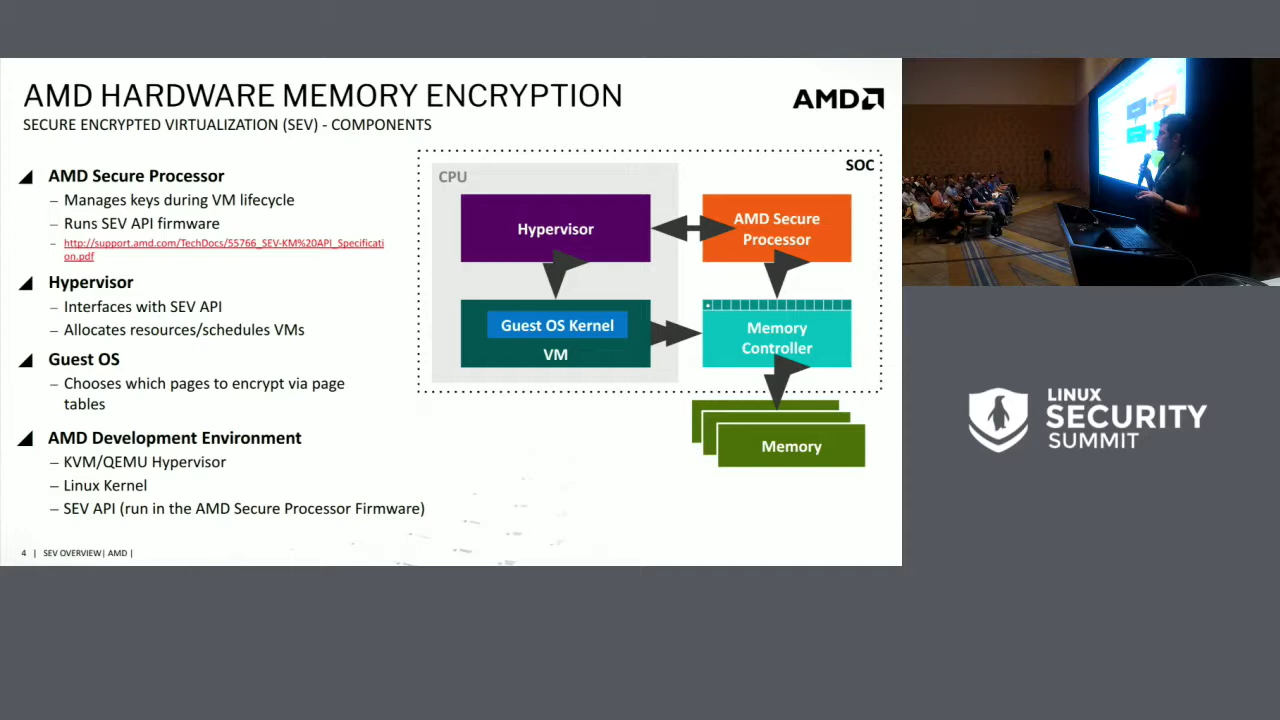 AMD HARDWARE MEMORY ENCRYPTION
SECURE ENCRYPTED VIRTUALIZATION (SEV) - COMPONENTS
AMD
AMD Secure Processor
– Manages keys during VM lifecycle
– Runs SEV API firmware
– http://support.amd.com/TechDocs/55766_SEV-KM%20API_Specificati
on.pdf
Hypervisor
– Interfaces with SEV API
– Allocates resources/schedules VMs
Guest OS
– Chooses which pages to encrypt via page
tables
AMD Development Environment
– KVM/QEMU Hypervisor
– Linux Kernel
– SEV API (run in the AMD Secure Processor Firmware)
SOC
CPU
Hypervisor
AMD Secure
Processor
Guest OS Kernel
VM
Memory
Controller
Memory
4 | SEV OVERVIEW | AMD |
LINUX
SECURITY
SUMMIT